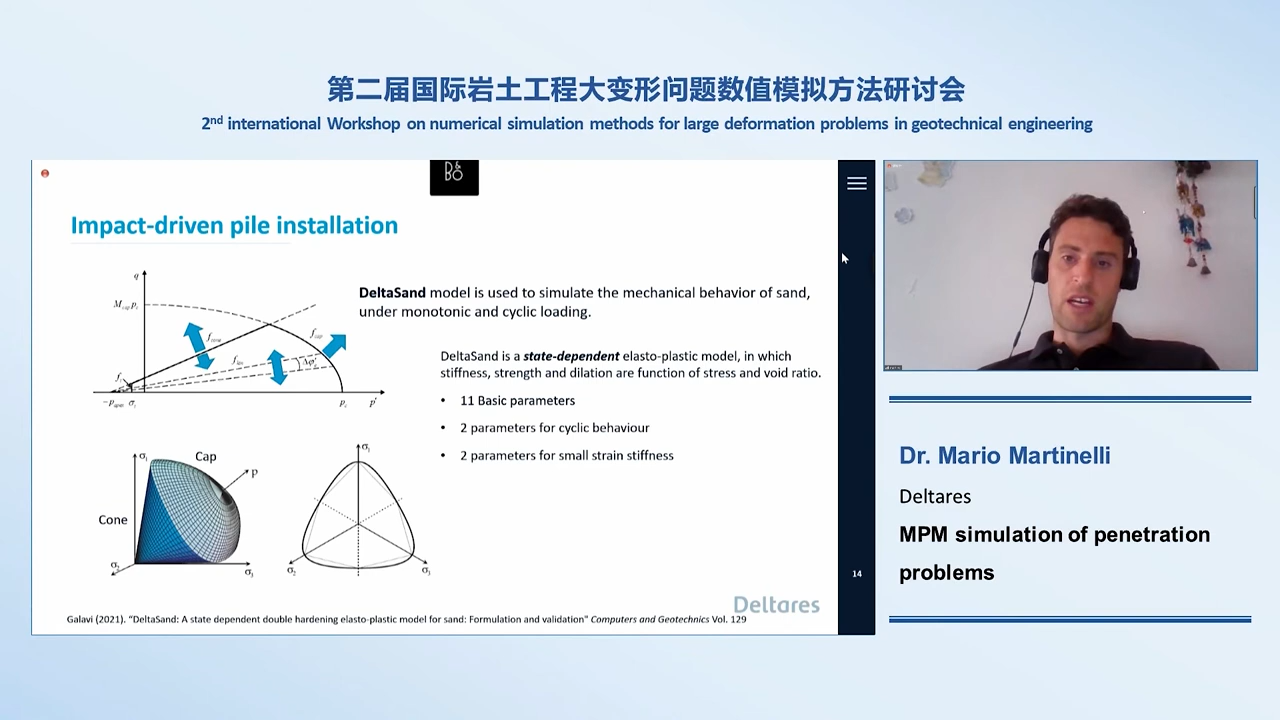 第二届国际岩土工程大变形问题数值模拟方法研讨会
2nd international Workshop on numerical simulation methods for large deformation problems in geotechnical engineering
Impact-driven pile installation
q
DeltaSand model is used to simulate the mechanical behavior of sand,
under monotonic and cyclic loading.
DeltaSand is a state-dependent elasto-plastic model, in which
stiffness, strength and dilation are function of stress and void ratio.
p'
• 11 Basic parameters
• 2 parameters for cyclic behaviour
• 2 parameters for small strain stiffness
Cap
p
Cone
σ1
σ2
σ3
σ1
σ2
σ3
14
Deltares
Galavi (2021). "DeltaSand: A state dependent double hardening elasto-plastic model for sand: Formulation and validation" Computers and Geotechnics Vol. 129
Dr. Mario Martinelli
Deltares
MPM simulation of penetration
problems